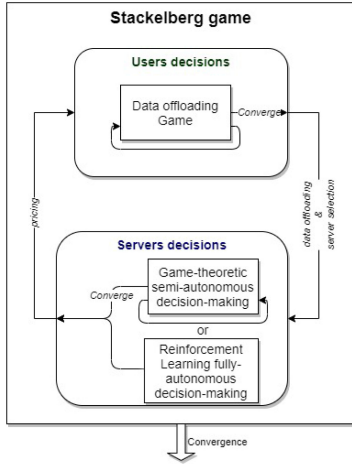 Stackelberg game
Users decisions
Data offloading
Game
Converge
pricing
data offloading
&
server selection
Servers decisions
Game-theoretic
semi-autonomous
decision-making
Converge
or
Reinforcement
Learning fully-
autonomous
decision-making
Convergence